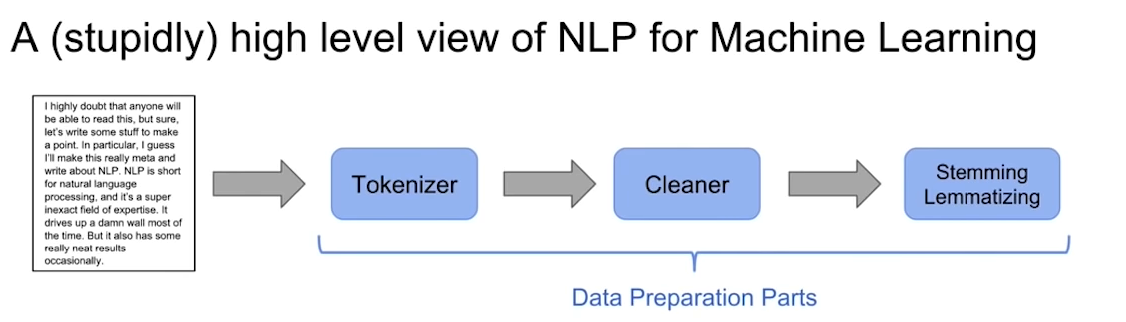 A (stupidly) high level view of NLP for Machine Learning
I highly doubt that anyone will
be able to read this, but sure,
let's write some stuff to make
a point. In particular, I guess
I'll make this really meta and
write about NLP. NLP is short
for natural language
processing, and it's a super
inexact field of expertise. It
drives up a damn wall most of
the time. But it also has some
really neat results
occasionally.
Tokenizer
Cleaner
Stemming
Lemmatizing
Data Preparation Parts